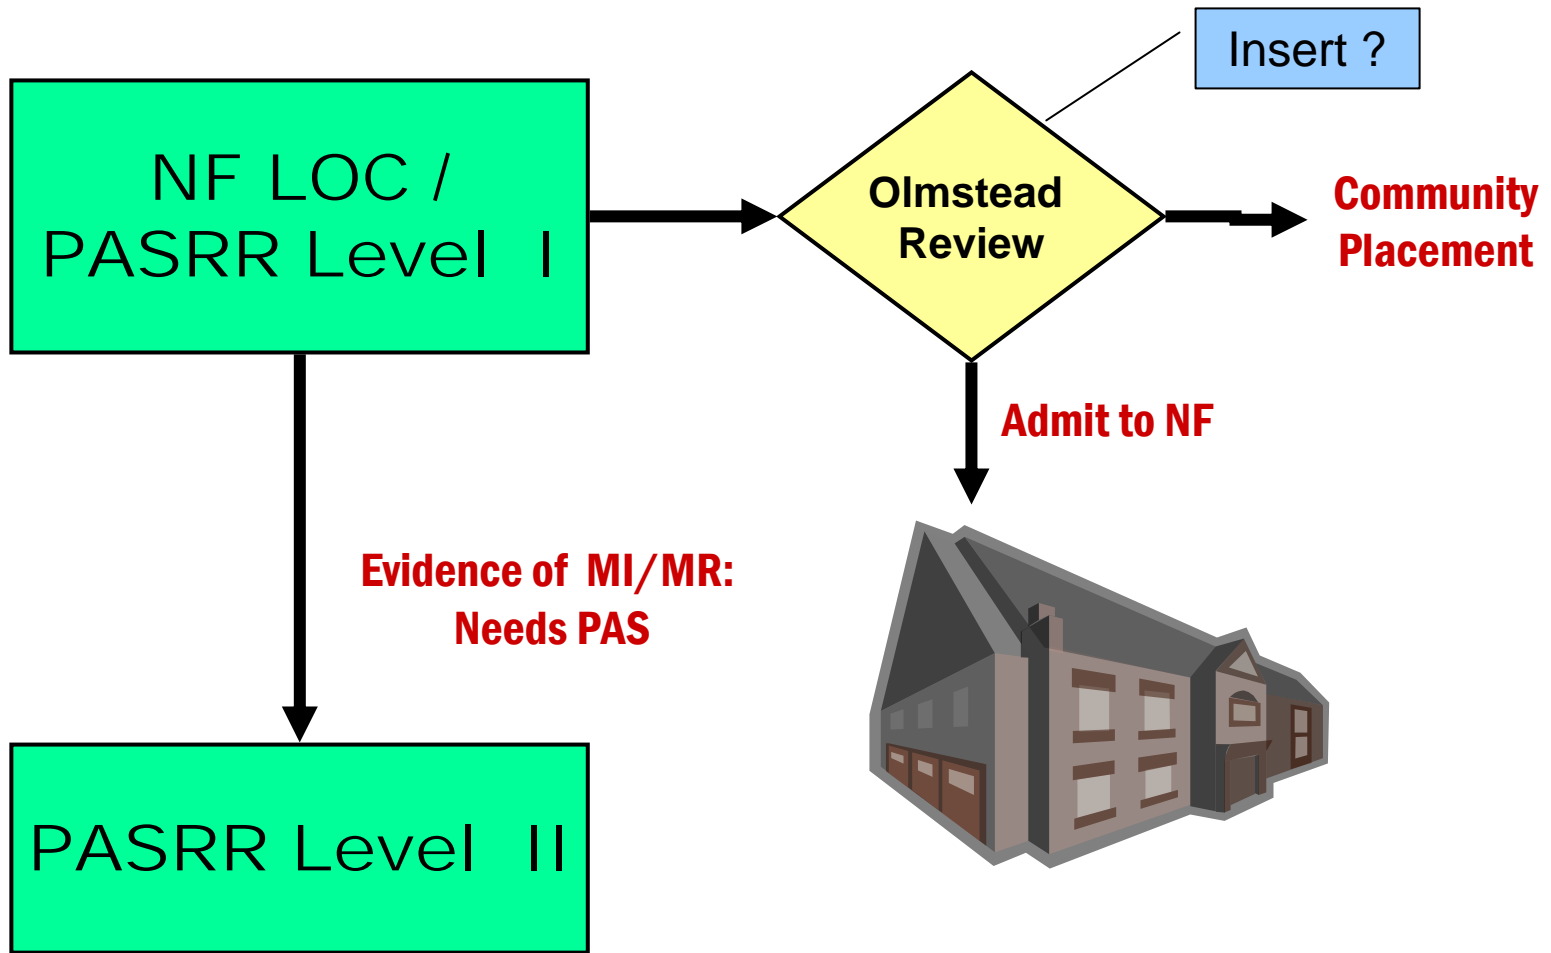 Insert ?
NF LOC /
PASRR Level I
Olmstead
Review
Community
Placement
Admit to NF
Evidence of MI/MR:
Needs PAS
PASRR Level II